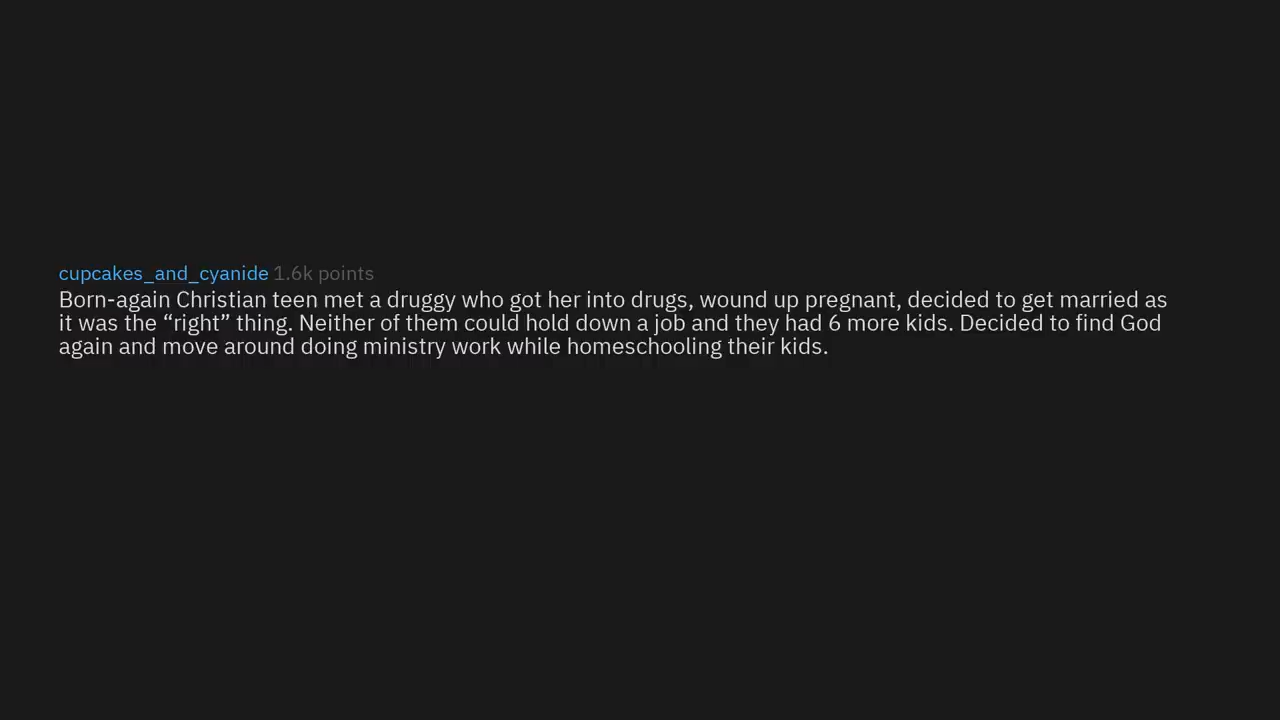 cupcakes_and_cyanide 1.6k points
Born-again Christian teen met a druggy who got her into drugs, wound up pregnant, decided to get married as
it was the “right” thing. Neither of them could hold down a job and they had 6 more kids. Decided to find God
again and move around doing ministry work while homeschooling their kids.